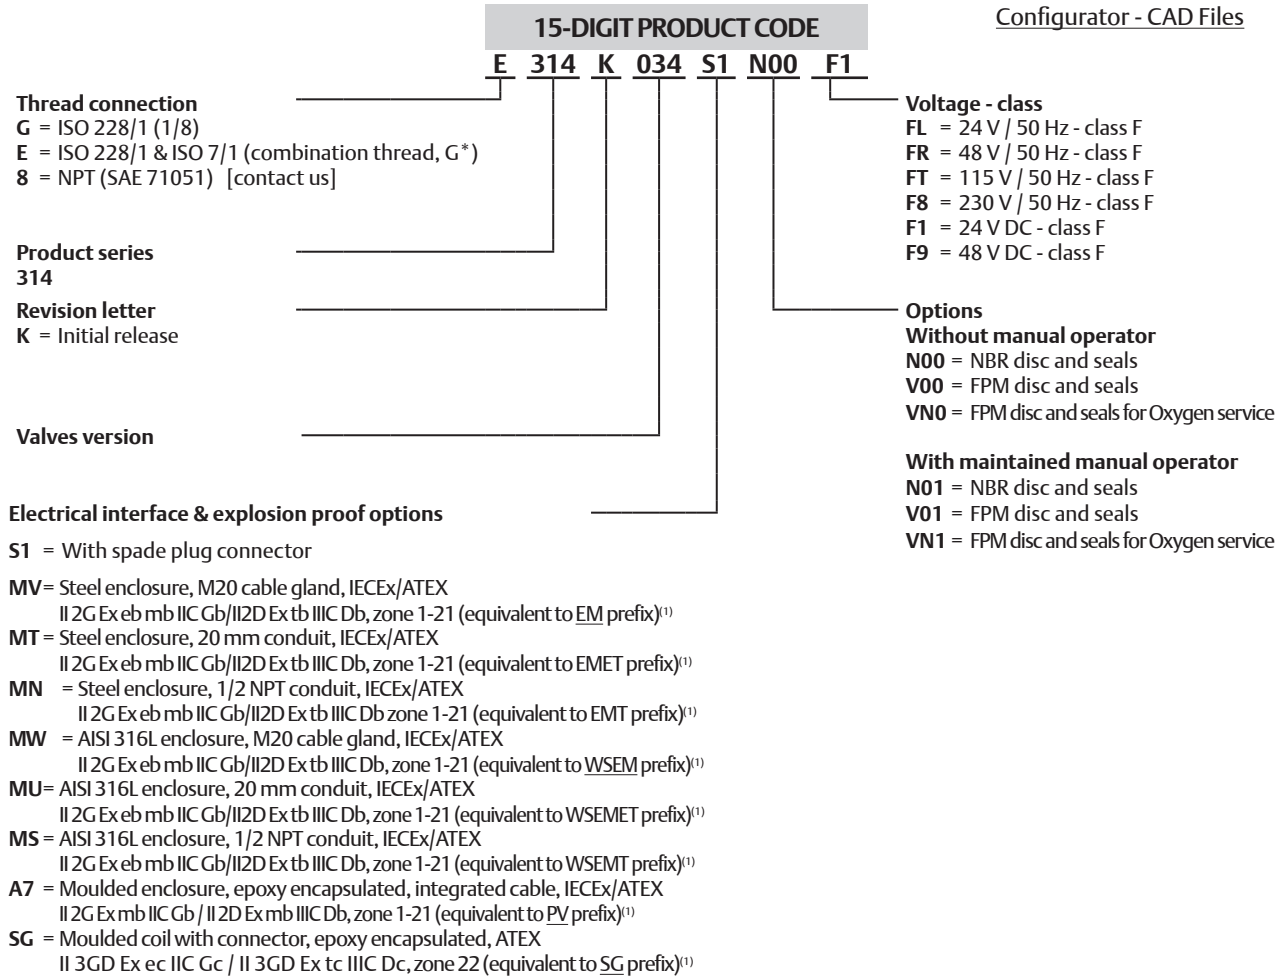 15-DIGIT PRODUCT CODE
Configurator - CAD Files
E 314 K 034 S1 N00 F1
Thread connection
G = ISO 228/1 (1/8)
E = ISO 228/1 & ISO 7/1 (combination thread, G*)
8 = NPT (SAE 71051) [contact us]
Product series
314
Revision letter
K = Initial release
Valves version
Electrical interface & explosion proof options
S1 = With spade plug connector
MV= Steel enclosure, M20 cable gland, IECEx/ATEX
II 2G Ex eb mb IIC Gb/II2D Ex tb IIIC Db, zone 1-21 (equivalent to EM prefix)(1)
MT = Steel enclosure, 20 mm conduit, IECEx/ATEX
II 2G Ex eb mb IIC Gb/II2D Ex tb IIIC Db, zone 1-21 (equivalent to EMET prefix)(1)
MN = Steel enclosure, 1/2 NPT conduit, IECEx/ATEX
II 2G Ex eb mb IIC Gb/II2D Ex tb IIIC Db zone 1-21 (equivalent to EMT prefix)(1)
MW = AISI 316L enclosure, M20 cable gland, IECEx/ATEX
II 2G Ex eb mb IIC Gb/II2D Ex tb IIIC Db, zone 1-21 (equivalent to WSEM prefix)(1)
MU= AISI 316L enclosure, 20 mm conduit, IECEx/ATEX
II 2G Ex eb mb IIC Gb/II2D Ex tb IIIC Db, zone 1-21 (equivalent to WSEMET prefix)(1)
MS = AISI 316L enclosure, 1/2 NPT conduit, IECEx/ATEX
II 2G Ex eb mb IIC Gb/II2D Ex tb IIIC Db, zone 1-21 (equivalent to WSEMT prefix)(1)
A7 = Moulded enclosure, epoxy encapsulated, integrated cable, IECEx/ATEX
II 2G Ex mb IIC Gb / II 2D Ex mb IIIC Db, zone 1-21 (equivalent to PV prefix)(1)
SG = Moulded coil with connector, epoxy encapsulated, ATEX
II 3GD Ex ec IIC Gc / II 3GD Ex tc IIIC Dc, zone 22 (equivalent to SG prefix)(1)
Voltage - class
FL = 24 V / 50 Hz - class F
FR = 48 V / 50 Hz - class F
FT = 115 V / 50 Hz - class F
F8 = 230 V / 50 Hz - class F
F1 = 24 V DC - class F
F9 = 48 V DC - class F
Options
Without manual operator
N00 = NBR disc and seals
V00 = FPM disc and seals
VN0 = FPM disc and seals for Oxygen service
With maintained manual operator
N01 = NBR disc and seals
V01 = FPM disc and seals
VN1 = FPM disc and seals for Oxygen service